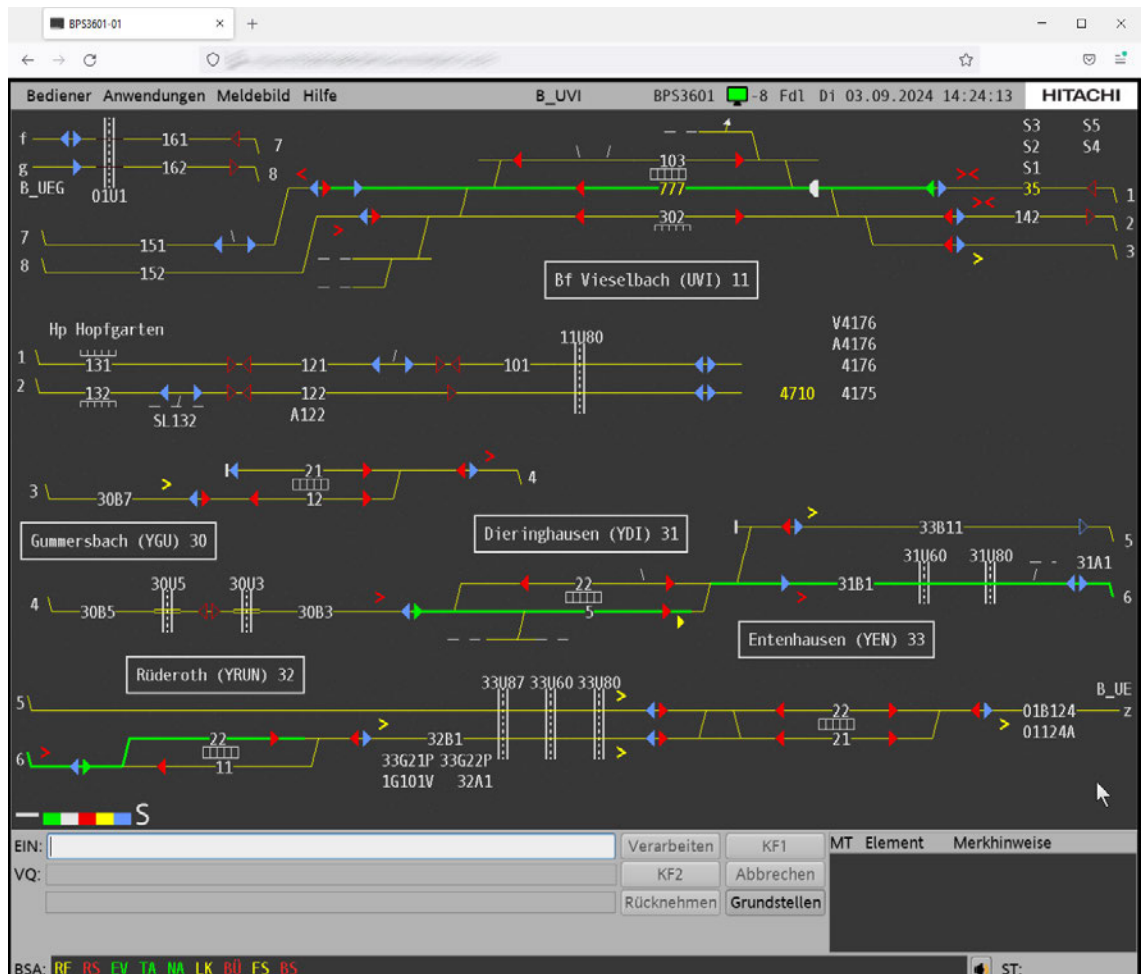 BPS3601-01
Bediener Anwendungen Meldebild Hilfe B_UVI BPS3601 -8 Fdl Di 03.09.2024 14:24:13 HITACHI
f 161 7
g 162 8
B_UEG 01U1
103
777
302
S3 S5
S2 S4
S1
35 1
142 2
3
7 151
8 152
Bf Vieselbach (UVI) 11
Hp Hopfgarten
11U80
V4176
A4176
4176
1 131 121 101
2 132 122 4710 4175
SL132 A122
21 4
3 30B7 12
Gummersbach (YGU) 30
Dieringhausen (YDI) 31
33B11 5
30U5 30U3
31U60 31U80 31A1
4 30B5 30B3 22 31B1 6
5
Entenhausen (YEN) 33
Rüderoth (YRUN) 32
33U87 33U60 33U80
B_UE
5 22 01B124 z
6 22 32B1 21 01124A
11
33G21P 33G22P
1G101V 32A1
S
EIN: Verarbeiten KF1 MT Element Merkhinweise
VQ: KF2 Abbrechen
Rücknehmen Grundstellen
BSA: RF RS EV TA NA LK BÜ FS BS ST: